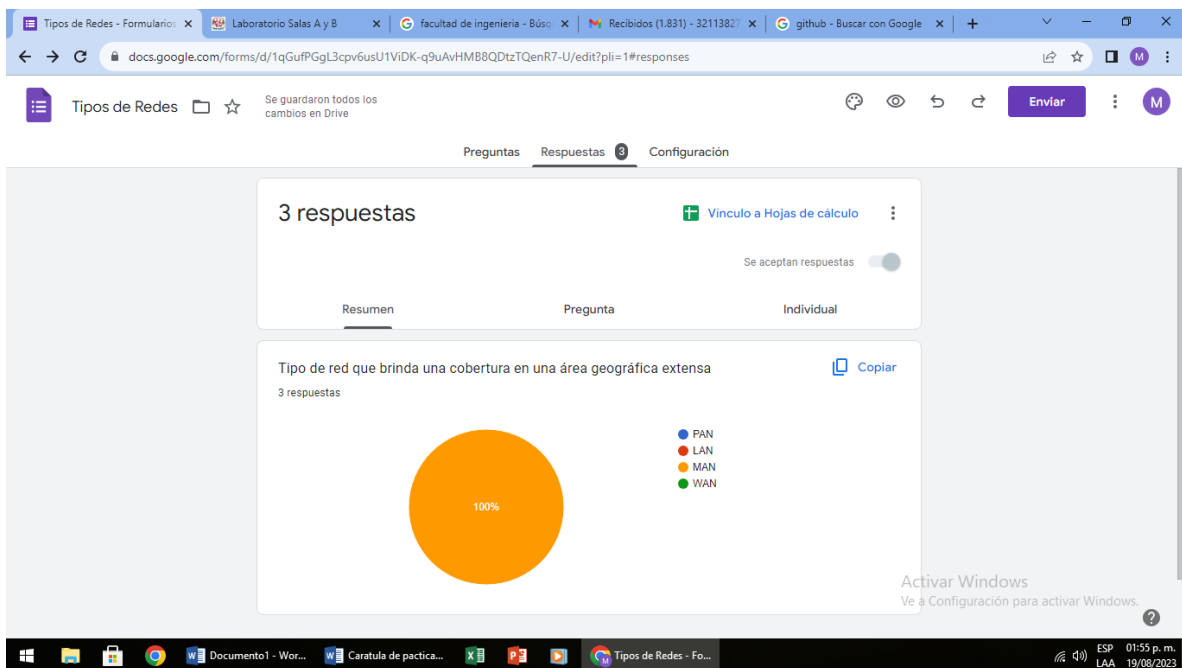 Tipos de Redes - Formularios
Laboratorio Salas A y B
facultad de ingenieria - Búsq
Recibidos (1.831) - 32113827
github - Buscar con Google
docs.google.com/forms/d/1qGufPGgL3cpv6usU1ViDK-q9uAvHMB8QDtzTQenR7-U/edit?pli=1#responses
M
Tipos de Redes
Se guardaron todos los
cambios en Drive
Enviar
M
Preguntas Respuestas 3 Configuración
3 respuestas
Vínculo a Hojas de cálculo
Se aceptan respuestas
Resumen Pregunta Individual
Tipo de red que brinda una cobertura en una área geográfica extensa
Copiar
3 respuestas
PAN
LAN
MAN
WAN
100%
Activar Windows
Ve a Configuración para activar Windows.
Documento1 - Wor...
Caratula de pactica...
Tipos de Redes - Fo...
ESP 01:55 p. m.
LAA 19/08/2023